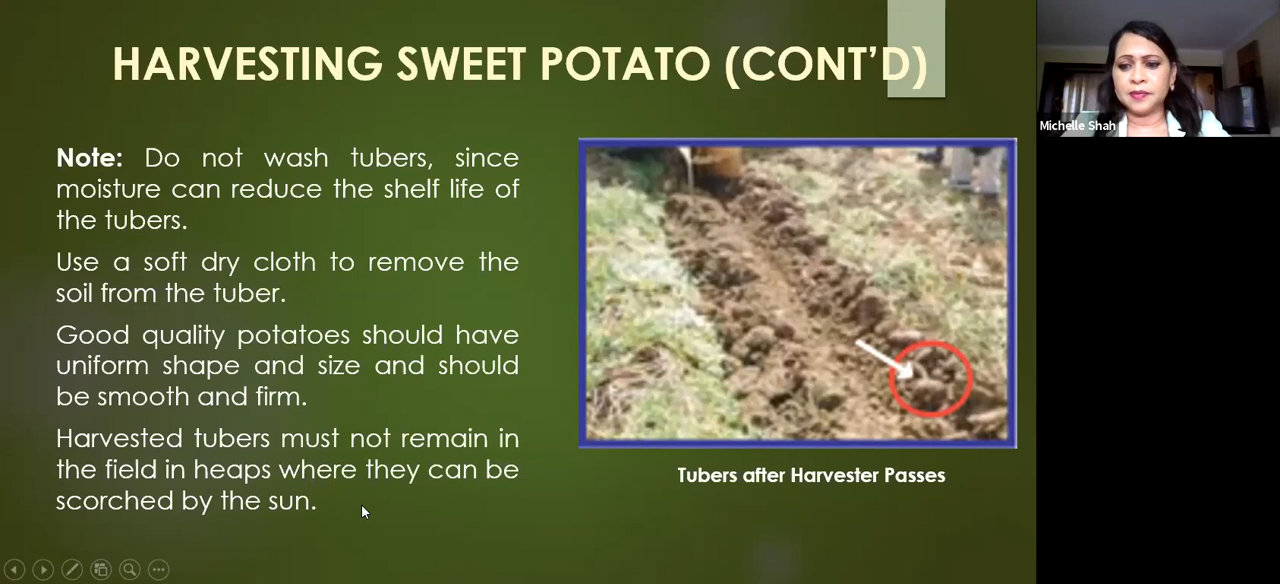 HARVESTING SWEET POTATO (CONT’D)
Note: Do not wash tubers, since
moisture can reduce the shelf life of
the tubers.
Use a soft dry cloth to remove the
soil from the tuber.
Good quality potatoes should have
uniform shape and size and should
be smooth and firm.
Harvested tubers must not remain in
the field in heaps where they can be
scorched by the sun.
Tubers after Harvester Passes
Michelle Shah